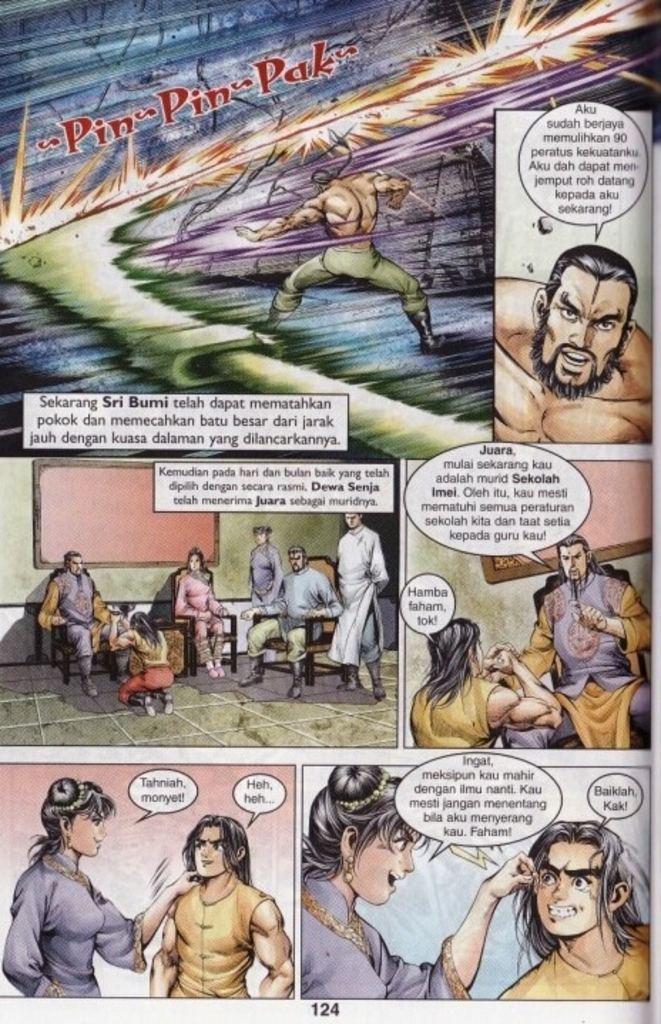 ~Pin~Pin~Pak~
Aku
sudah berjaya
memulihkan 90
peratus kekuatanku.
Aku dah dapat men-
jemput roh datang
kepada aku
sekarang!
Sekarang Sri Bumi telah dapat mematahkan
pokok dan memecahkan batu besar dari jarak
jauh dengan kuasa dalaman yang dilancarkannya.
Kemudian pada hari dan bulan baik yang telah
dipilih dengan secara rasmi, Dewa Senja
telah menerima Juara sebagai muridnya.
Juara,
mulai sekarang kau
adalah murid Sekolah
Imei. Oleh itu, kau mesti
mematuhi semua peraturan
sekolah kita dan taat setia
kepada guru kau!
Hamba
faham,
tok!
Tahniah,
monyet!
Heh,
heh...
Ingat,
meksipun kau mahir
dengan ilmu nanti. Kau
mesti jangan menentang
bila aku menyerang
kau. Faham!
Baiklah,
Kak!
124